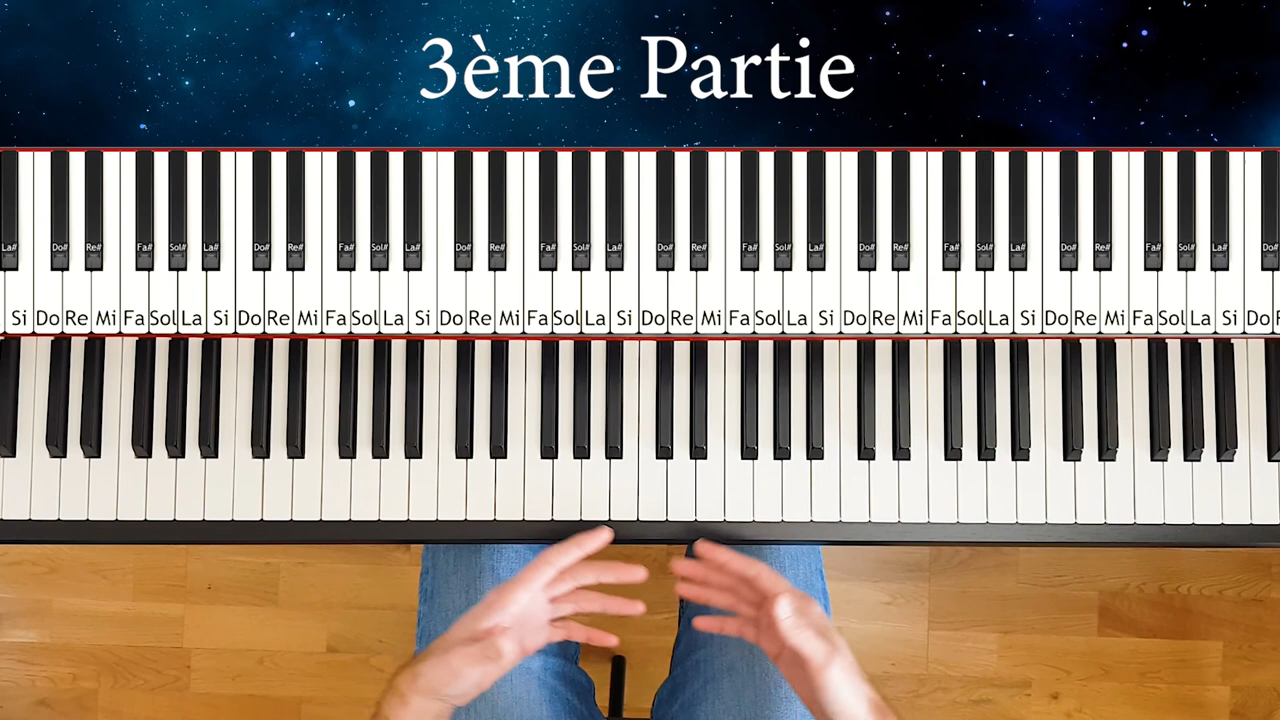 3ème Partie
La# Do# Re# Fa# Sol# La# Do# Re# Fa# Sol# La# Do# Re# Fa# Sol# La# Do# Re# Fa# Sol# La# Do# Re# Fa# Sol# La# Do# Re# Fa# Sol# La# Do#
Si Do Re Mi Fa Sol La Si Do Re Mi Fa Sol La Si Do Re Mi Fa Sol La Si Do Re Mi Fa Sol La Si Do Re Mi Fa Sol La Si Do Re Mi Fa Sol La Si Do